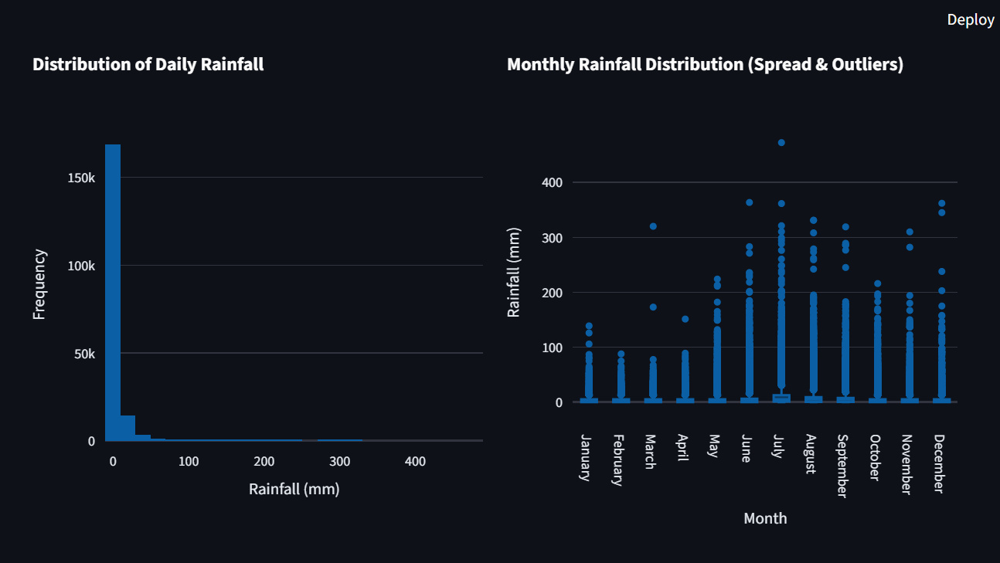 Deploy
Distribution of Daily Rainfall
Monthly Rainfall Distribution (Spread & Outliers)
Frequency
150k
100k
50k
0
0
100
200
300
400
Rainfall (mm)
Rainfall (mm)
400
300
200
100
0
January
February
March
April
May
June
July
August
September
October
November
December
Month